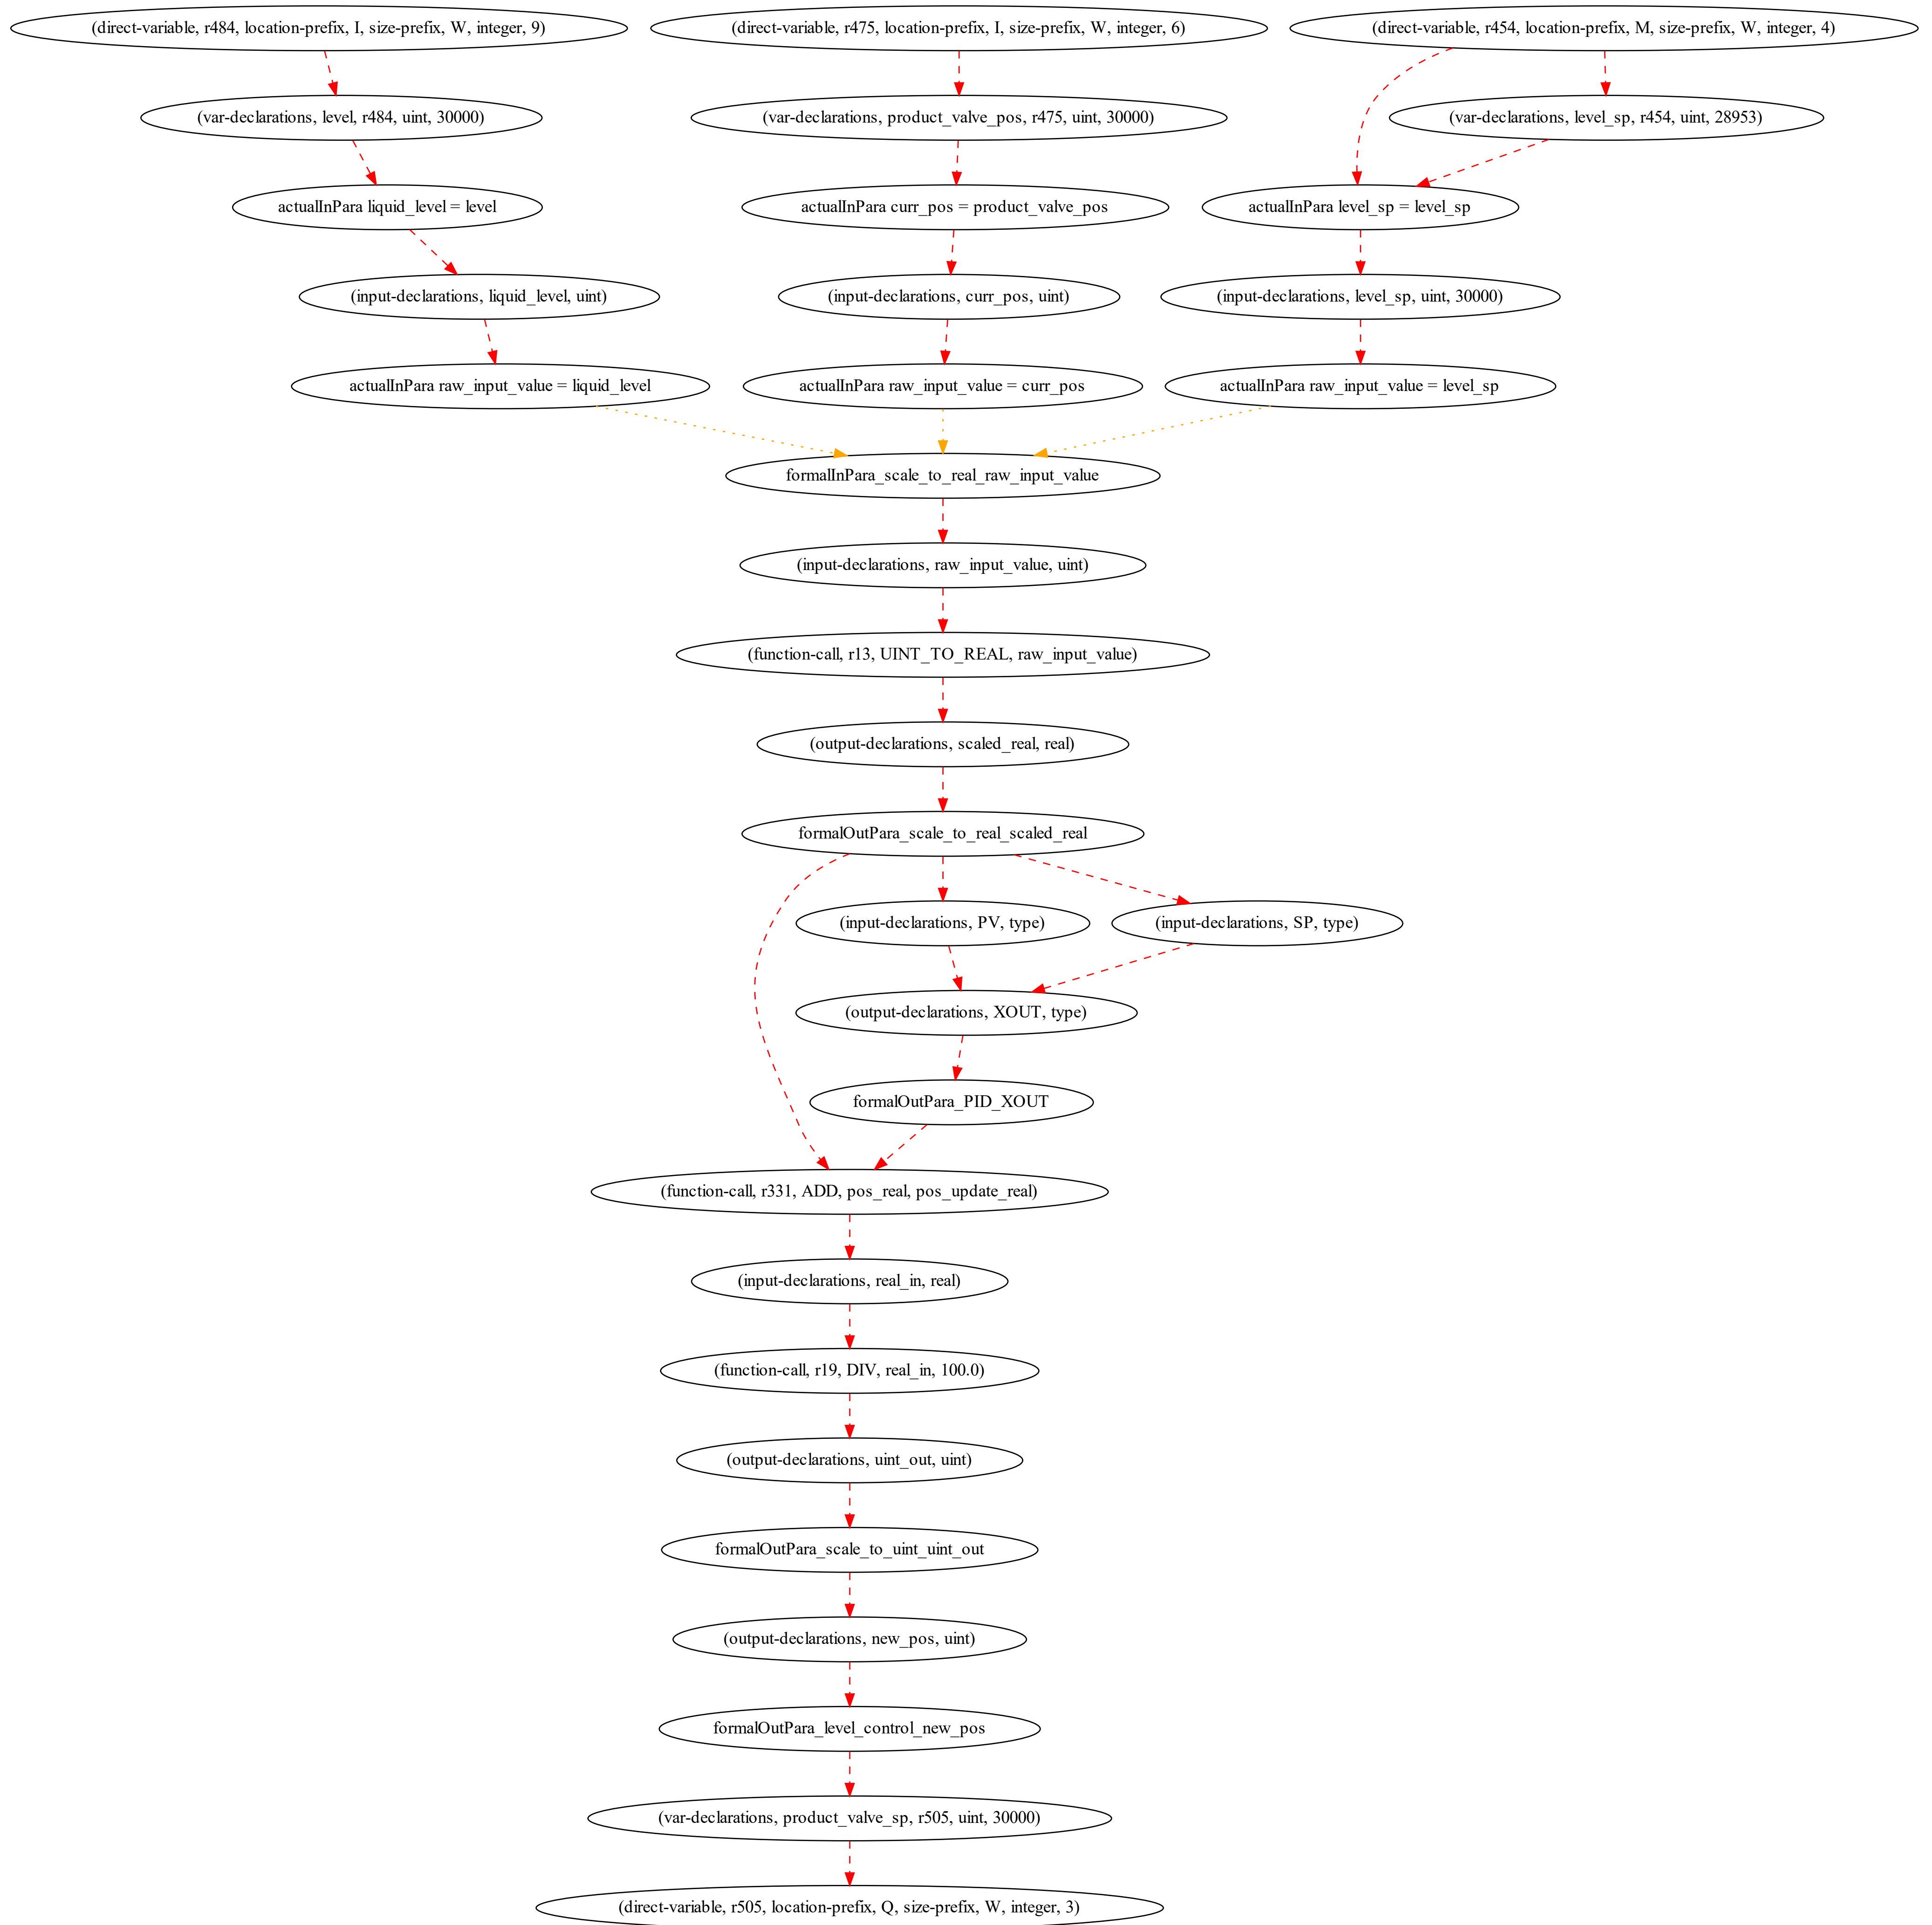 (direct-variable, r484, location-prefix, I, size-prefix, W, integer, 9)
(direct-variable, r475, location-prefix, I, size-prefix, W, integer, 6)
(direct-variable, r454, location-prefix, M, size-prefix, W, integer, 4)
(var-declarations, level, r484, uint, 30000)
(var-declarations, product_valve_pos, r475, uint, 30000)
(var-declarations, level_sp, r454, uint, 28953)
actualInPara liquid_level = level
actualInPara curr_pos = product_valve_pos
actualInPara level_sp = level_sp
(input-declarations, liquid_level, uint)
(input-declarations, curr_pos, uint)
(input-declarations, level_sp, uint, 30000)
actualInPara raw_input_value = liquid_level
actualInPara raw_input_value = curr_pos
actualInPara raw_input_value = level_sp
formalInPara_scale_to_real_raw_input_value
(input-declarations, raw_input_value, uint)
(function-call, r13, UINT_TO_REAL, raw_input_value)
(output-declarations, scaled_real, real)
formalOutPara_scale_to_real_scaled_real
(input-declarations, PV, type)
(input-declarations, SP, type)
(output-declarations, XOUT, type)
formalOutPara_PID_XOUT
(function-call, r331, ADD, pos_real, pos_update_real)
(input-declarations, real_in, real)
(function-call, r19, DIV, real_in, 100.0)
(output-declarations, uint_out, uint)
formalOutPara_scale_to_uint_uint_out
(output-declarations, new_pos, uint)
formalOutPara_level_control_new_pos
(var-declarations, product_valve_sp, r505, uint, 30000)
(direct-variable, r505, location-prefix, Q, size-prefix, W, integer, 3)